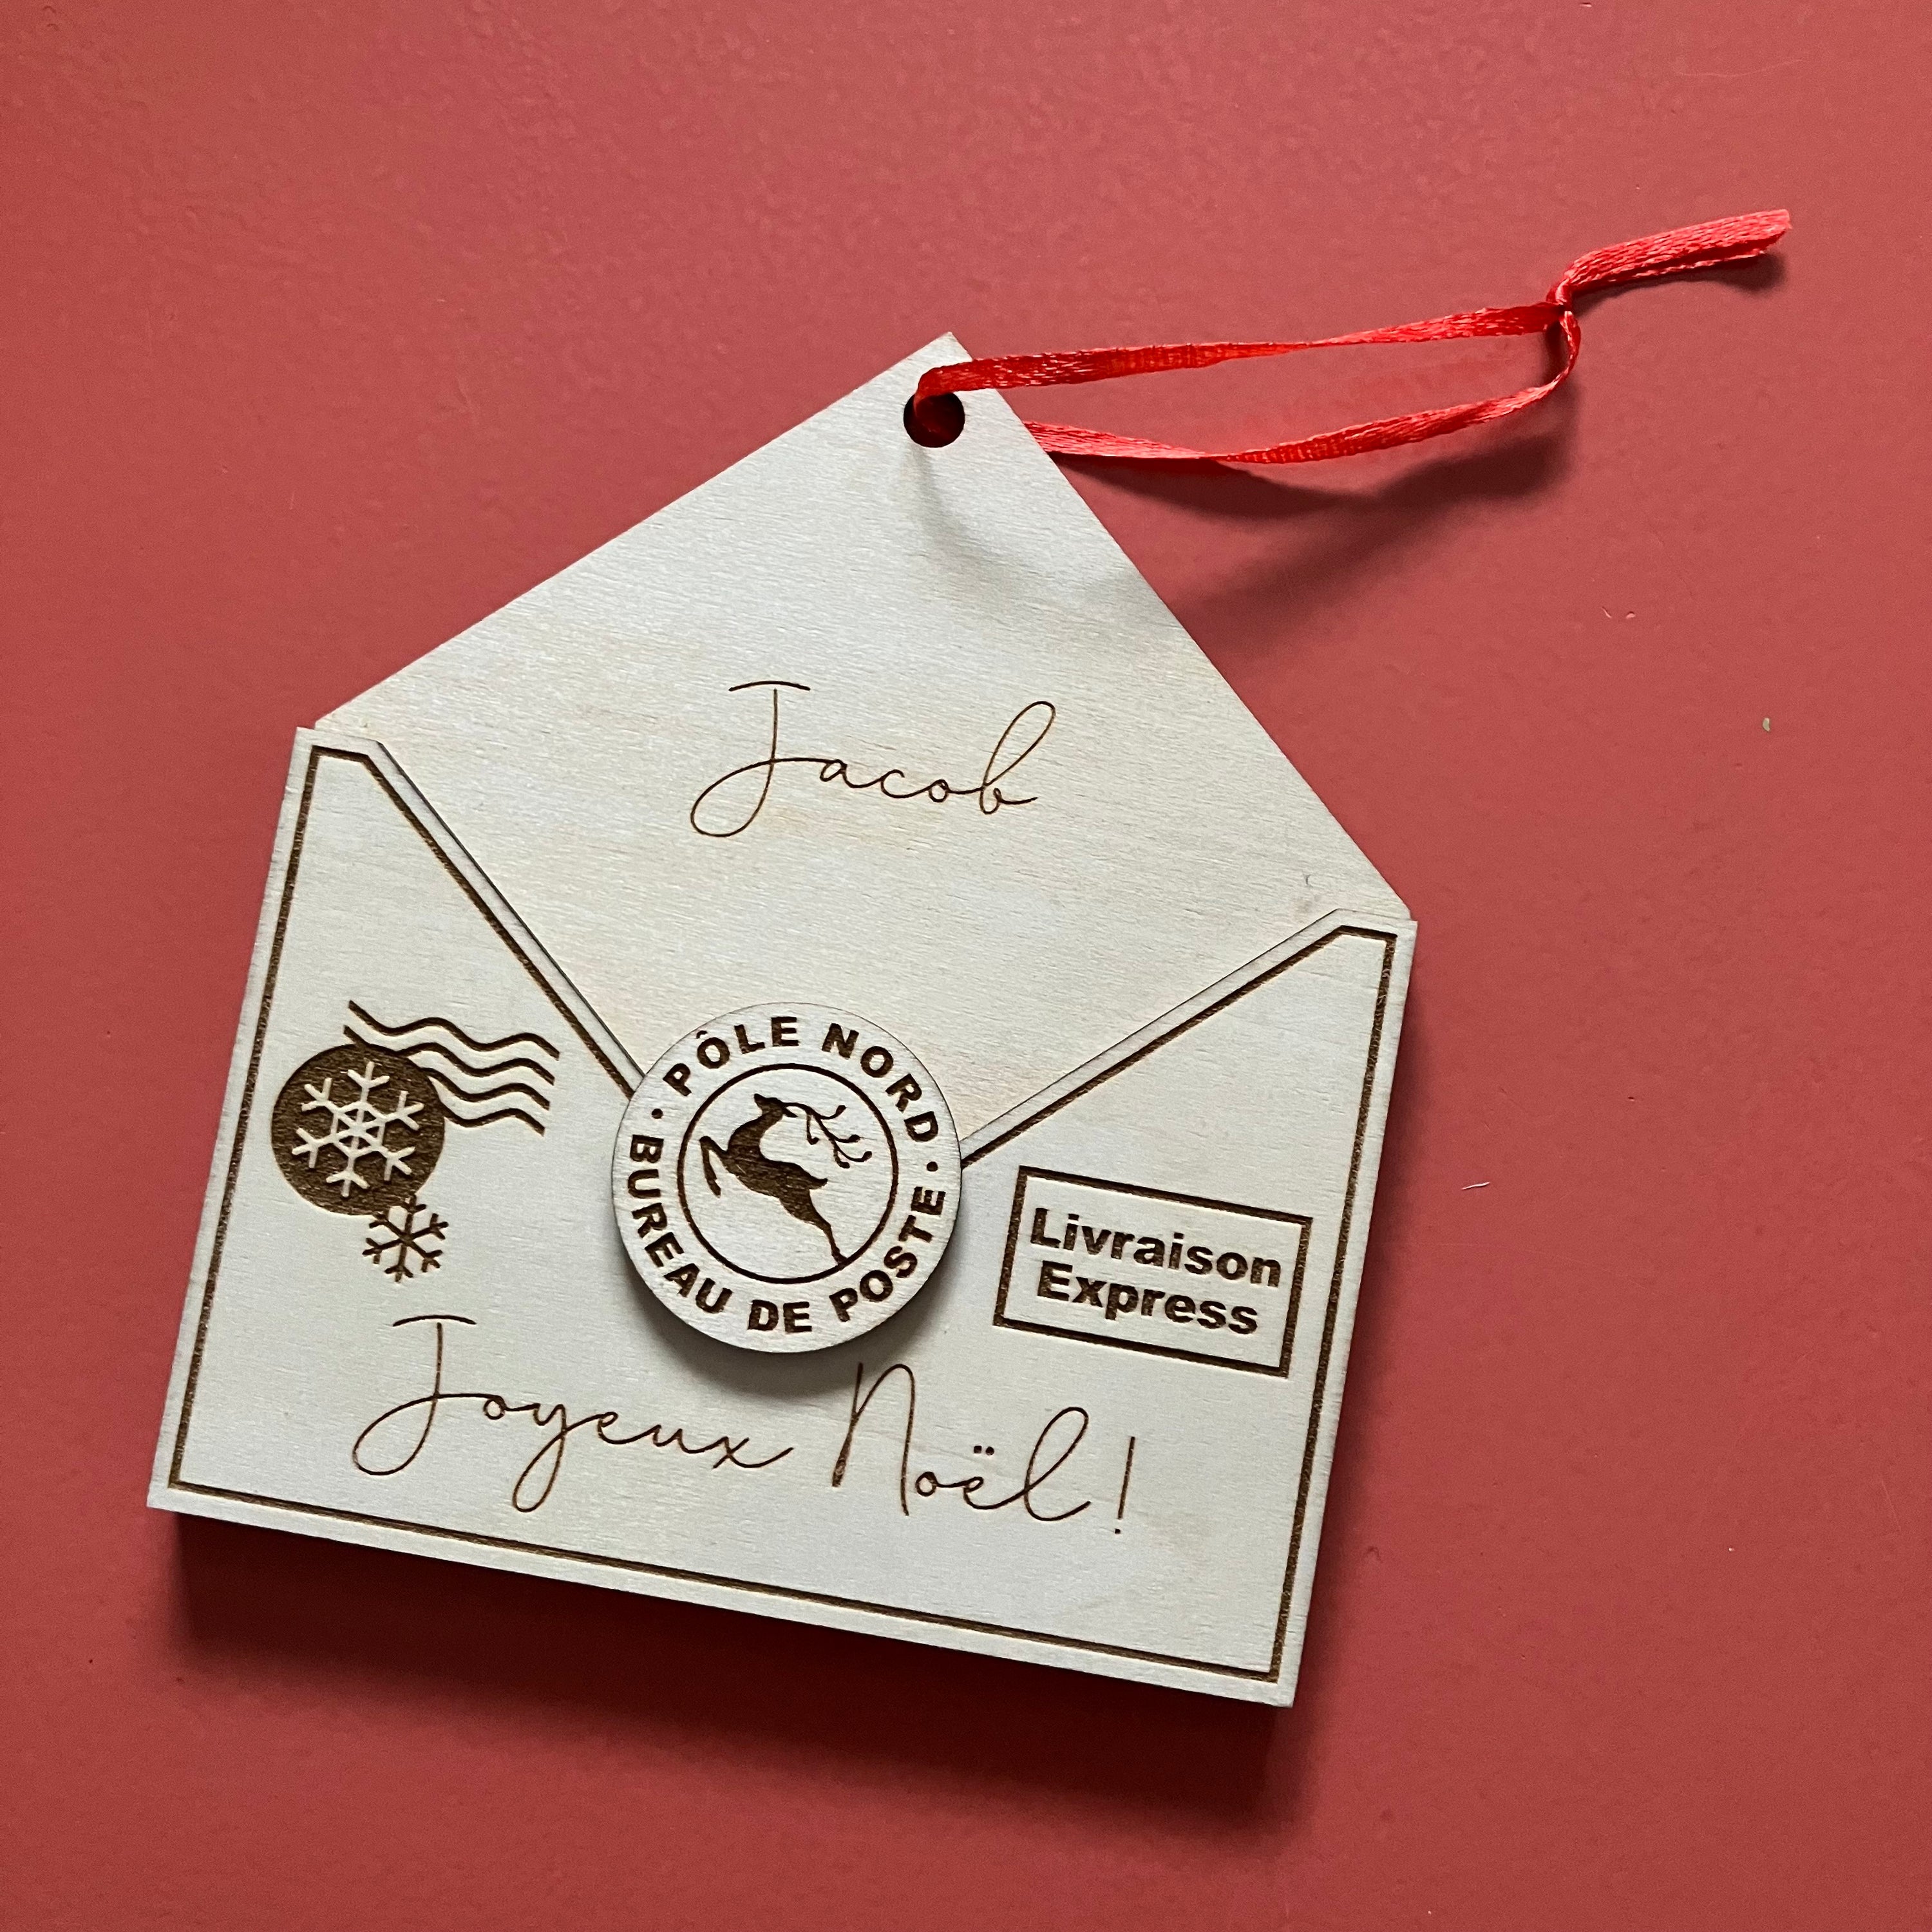 Jacob
• PÔLE NORD •
BUREAU DE POSTE
Livraison
Express
Joyeux Noël!